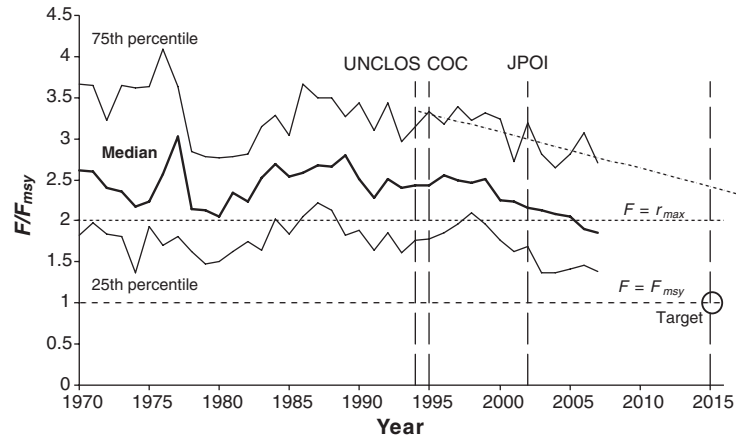 4.5
75th percentile
4
UNCLOS COC JPOI
3.5
3
Median
2.5
F/Fmsy
F = rmax
2
1.5
25th percentile
F = Fmsy
1
Target
0.5
0
1970 1975 1980 1985 1990 1995 2000 2005 2010 2015
Year